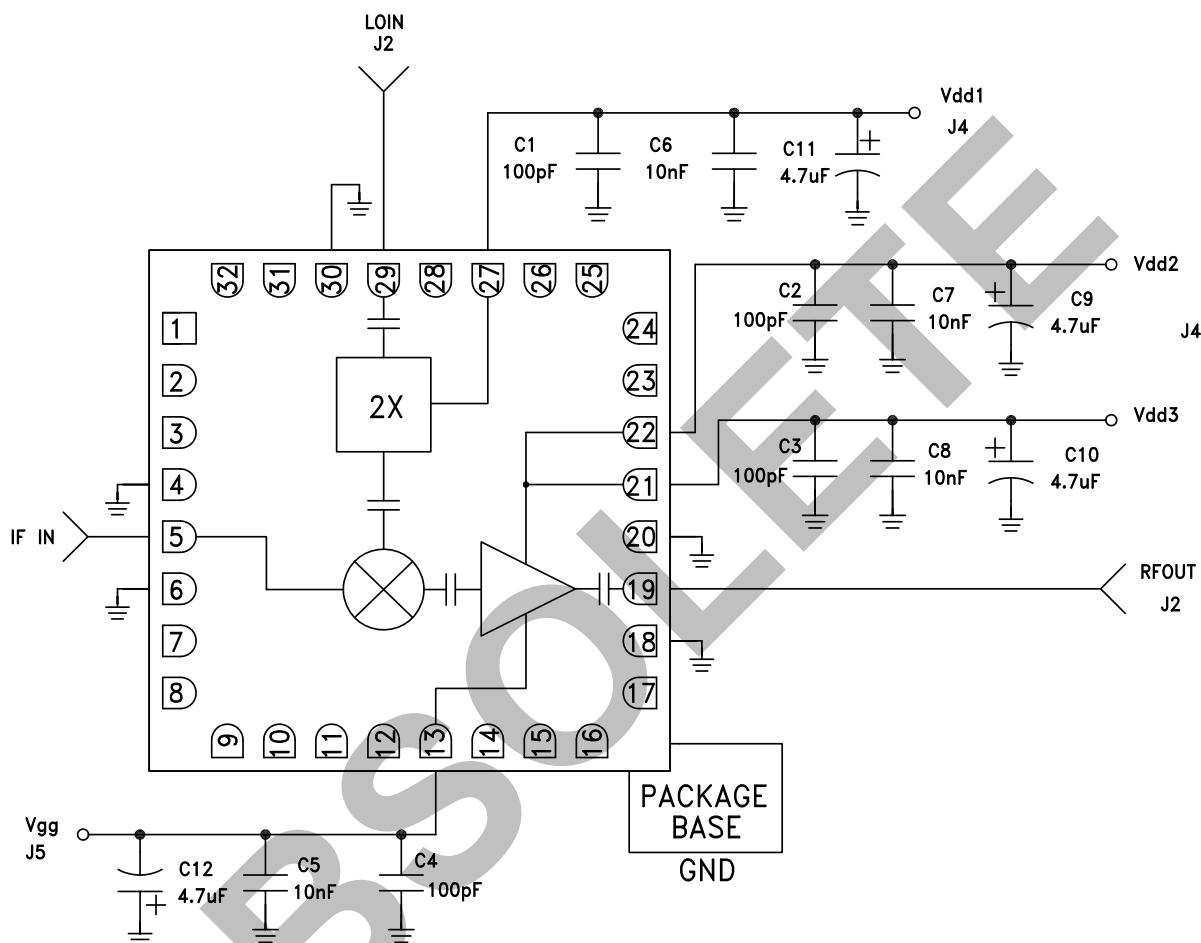 LOIN
J2
Vdd1
J4
C1
100pF
C6
10nF
C11
+
4.7uF
32
31
30
29
28
27
26
25
1
2
3
4
5
6
7
8
24
23
22
21
20
19
18
17
9
10
11
12
13
14
15
16
2X
Vdd2
J4
C2
100pF
C7
10nF
+
C9
4.7uF
Vdd3
C3
100pF
C8
10nF
+
C10
4.7uF
IF IN
RFOUT
J2
PACKAGE
BASE
GND
Vgg
J5
C12
4.7uF
+
C5
10nF
C4
100pF
BSOLETE